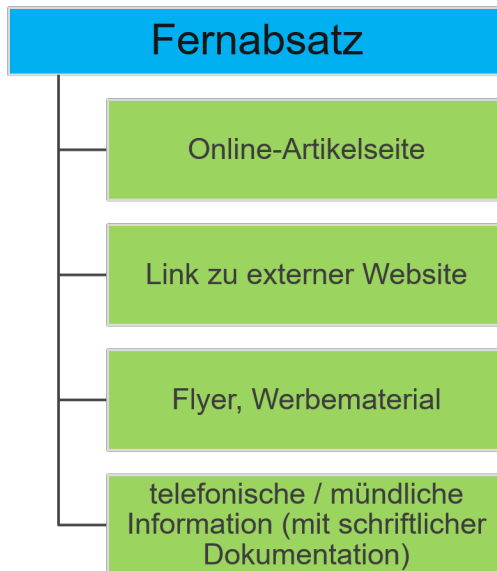 Fernabsatz
Online-Artikelseite
Link zu externer Website
Flyer, Werbematerial
telefonische / mündliche
Information (mit schriftlicher
Dokumentation)